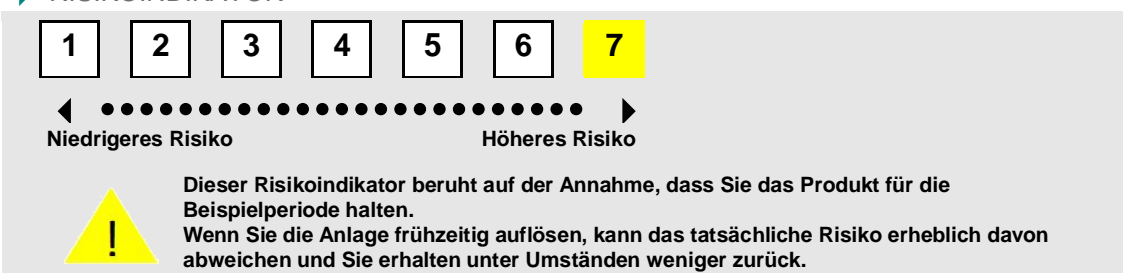 1 2 3 4 5 6 7
Niedrigeres Risiko Höheres Risiko
Dieser Risikoindikator beruht auf der Annahme, dass Sie das Produkt für die
Beispielperiode halten.
! Wenn Sie die Anlage frühzeitig auflösen, kann das tatsächliche Risiko erheblich davon
abweichen und Sie erhalten unter Umständen weniger zurück.